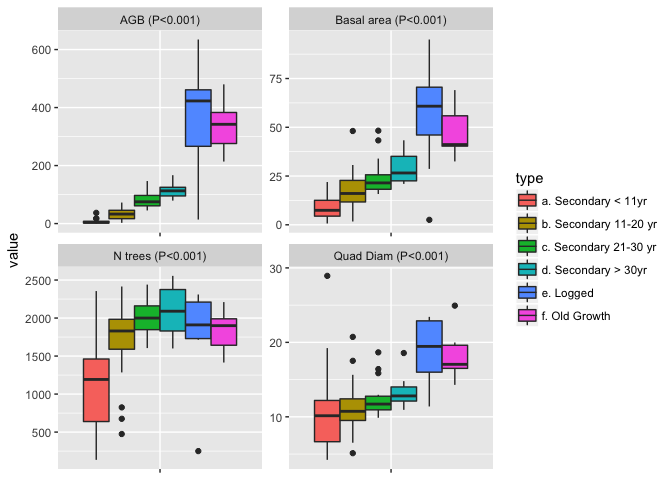 AGB (P<0.001)
Basal area (P<0.001)
600
400
200
0
75
50
25
0
value
N trees (P<0.001)
Quad Diam (P<0.001)
2500
2000
1500
1000
500
30
20
10
type
a. Secondary < 11yr
b. Secondary 11-20 yr
c. Secondary 21-30 yr
d. Secondary > 30yr
e. Logged
f. Old Growth